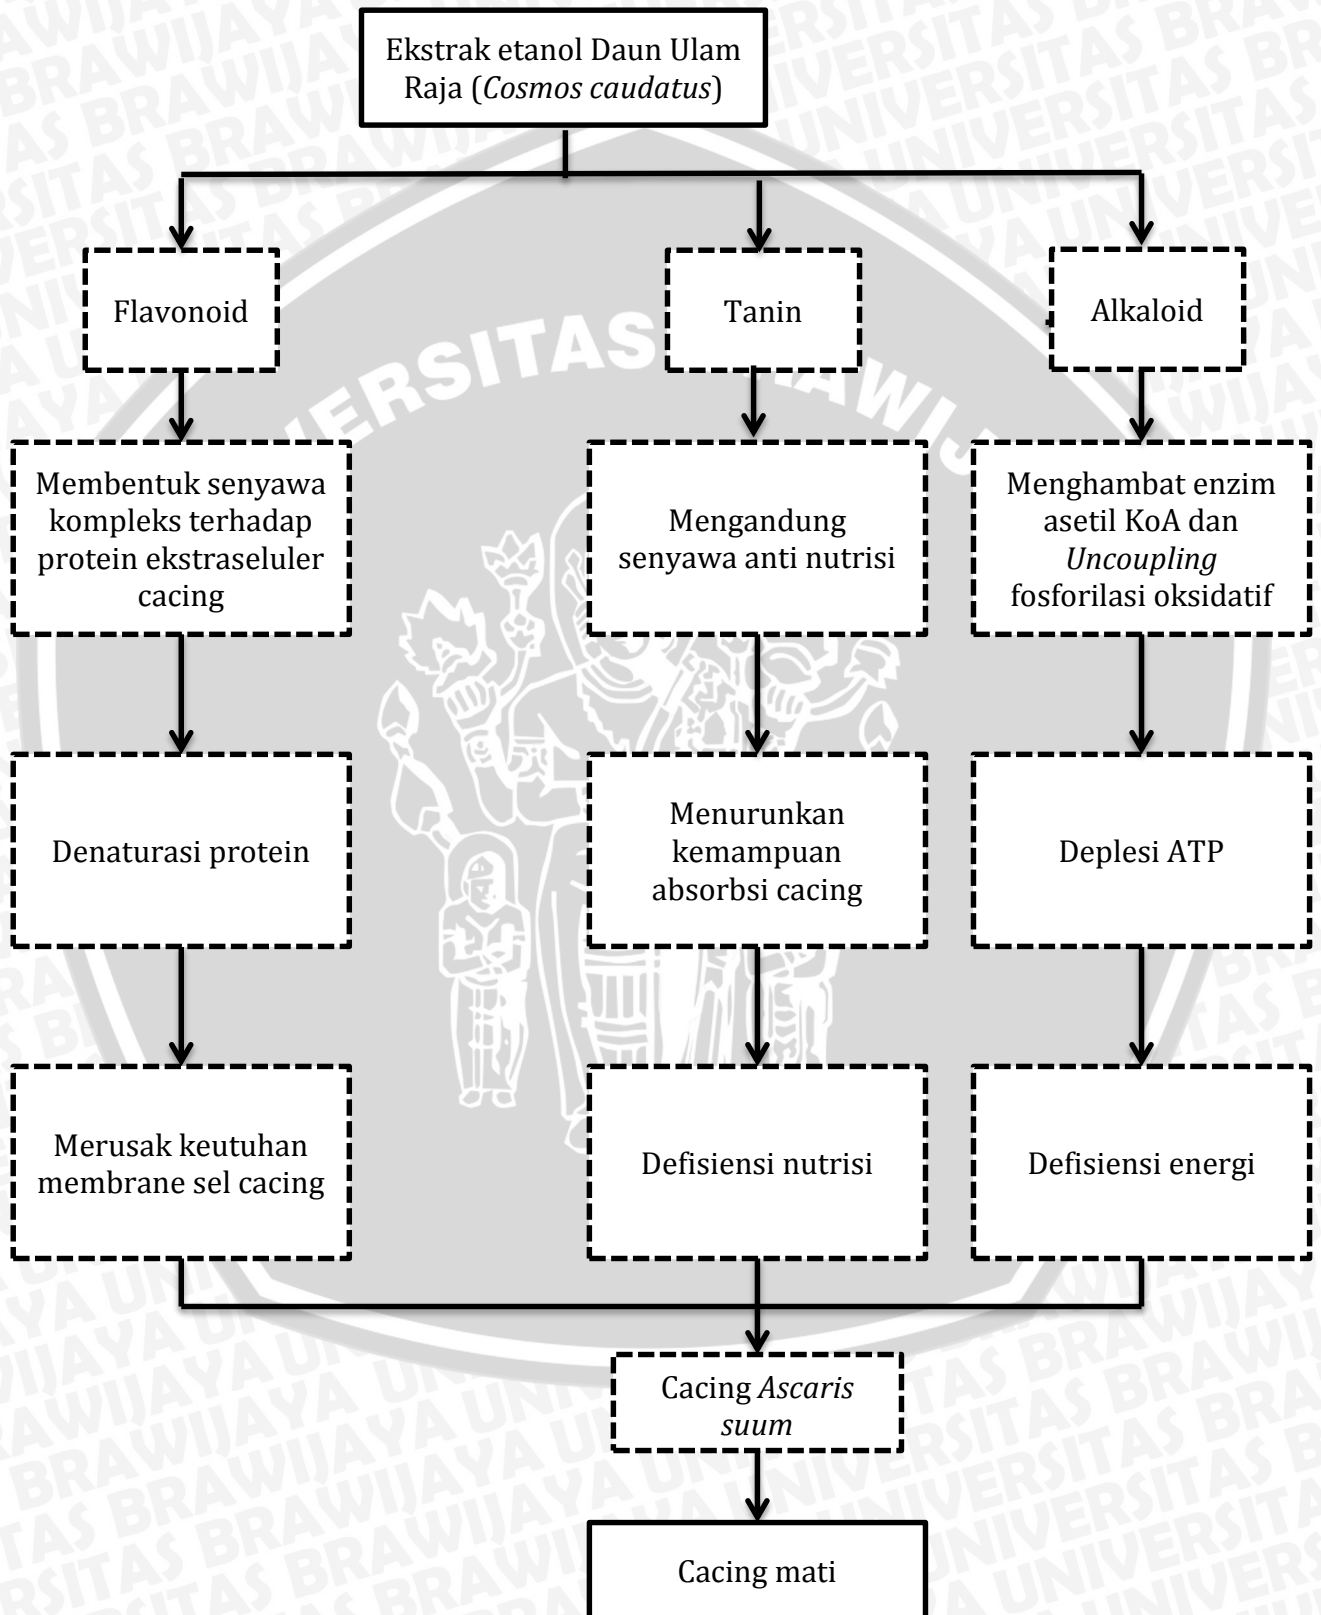 Ekstrak etanol Daun Ulam
Raja (Cosmos caudatus)
Flavonoid
Tanin
Alkaloid
Membentuk senyawa
kompleks terhadap
protein ekstraseluler
cacing
Mengandung
senyawa anti nutrisi
Menghambat enzim
asetil KoA dan
Uncoupling
fosforilasi oksidatif
Denaturasi protein
Menurunkan
kemampuan
absorbsi cacing
Deplesi ATP
Merusak keutuhan
membrane sel cacing
Defisiensi nutrisi
Defisiensi energi
Cacing Ascaris
suum
Cacing mati